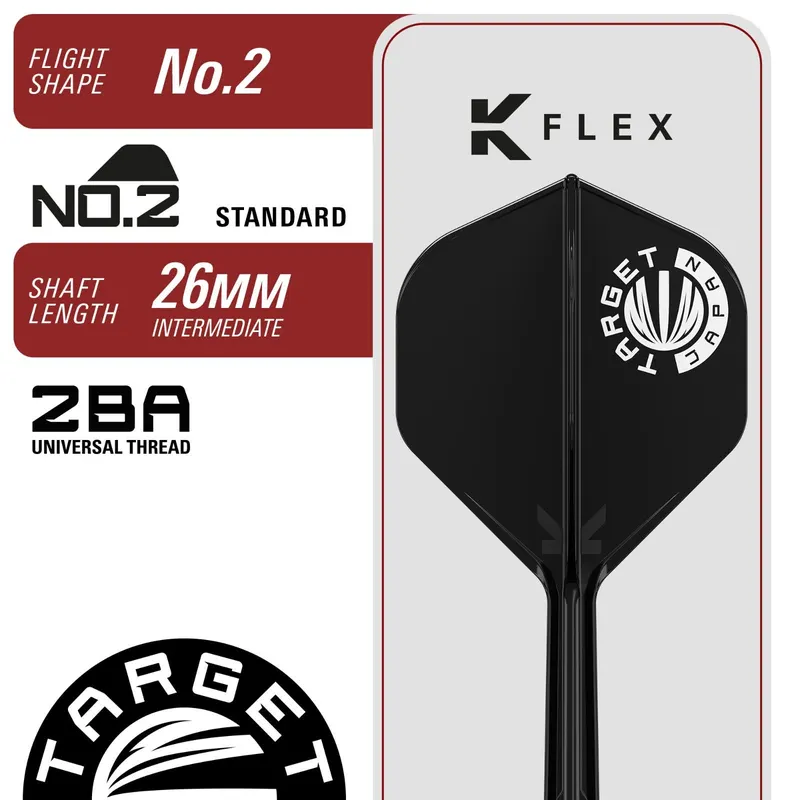 FLIGHT
SHAPE
No.2
NO.2
STANDARD
SHAFT
LENGTH
26MM
INTERMEDIATE
2BA
UNIVERSAL THREAD
TARGET
K FLEX
TARGET
JAPAN